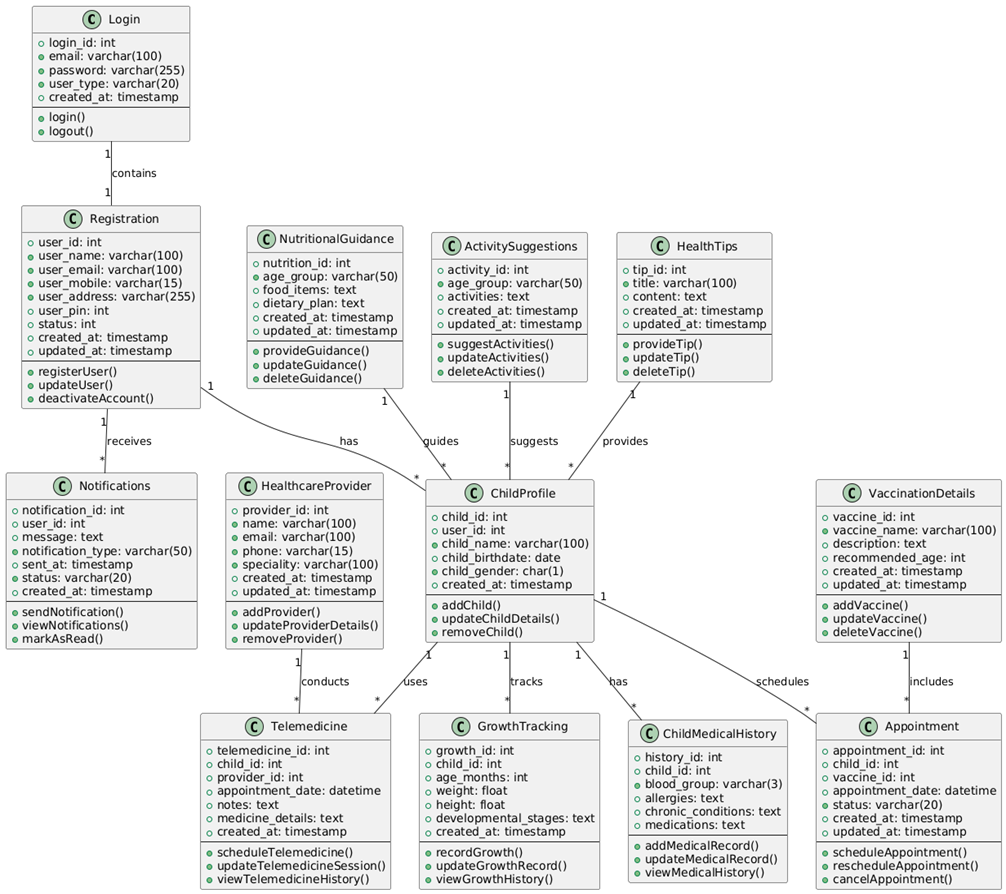 C Login
login_id: int
email: varchar(100)
password: varchar(255)
user_type: varchar(20)
created_at: timestamp
login()
logout()
1
contains
1
C Registration
user_id: int
user_name: varchar(100)
user_email: varchar(100)
user_mobile: varchar(15)
user_address: varchar(255)
user_pin: int
status: int
created_at: timestamp
updated_at: timestamp
registerUser()
updateUser()
deactivateAccount()
C NutritionalGuidance
nutrition_id: int
age_group: varchar(50)
food_items: text
dietary_plan: text
created_at: timestamp
updated_at: timestamp
provideGuidance()
updateGuidance()
deleteGuidance()
C ActivitySuggestions
activity_id: int
age_group: varchar(50)
activities: text
created_at: timestamp
updated_at: timestamp
suggestActivities()
updateActivities()
deleteActivities()
C HealthTips
tip_id: int
title: varchar(100)
content: text
created_at: timestamp
updated_at: timestamp
provideTip()
updateTip()
deleteTip()
1
receives
*
1
has
*
1
guides
*
1
suggests
*
1
provides
*
C Notifications
notification_id: int
user_id: int
message: text
notification_type: varchar(50)
sent_at: timestamp
status: varchar(20)
created_at: timestamp
sendNotification()
viewNotifications()
markAsRead()
C HealthcareProvider
provider_id: int
name: varchar(100)
email: varchar(100)
phone: varchar(15)
speciality: varchar(100)
created_at: timestamp
updated_at: timestamp
addProvider()
updateProviderDetails()
removeProvider()
C ChildProfile
child_id: int
user_id: int
child_name: varchar(100)
child_birthdate: date
child_gender: char(1)
created_at: timestamp
addChild()
updateChildDetails()
removeChild()
C VaccinationDetails
vaccine_id: int
vaccine_name: varchar(100)
description: text
recommended_age: int
created_at: timestamp
updated_at: timestamp
addVaccine()
updateVaccine()
deleteVaccine()
1
conducts
*
1
uses
*
1
tracks
*
1
has
*
1
schedules
*
1
includes
*
C Telemedicine
telemedicine_id: int
child_id: int
provider_id: int
appointment_date: datetime
notes: text
medicine_details: text
created_at: timestamp
scheduleTelemedicine()
updateTelemedicineSession()
viewTelemedicineHistory()
C GrowthTracking
growth_id: int
child_id: int
age_months: int
weight: float
height: float
developmental_stages: text
created_at: timestamp
recordGrowth()
updateGrowthRecord()
viewGrowthHistory()
C ChildMedicalHistory
history_id: int
child_id: int
blood_group: varchar(3)
allergies: text
chronic_conditions: text
medications: text
addMedicalRecord()
updateMedicalRecord()
viewMedicalHistory()
C Appointment
appointment_id: int
child_id: int
vaccine_id: int
appointment_date: datetime
status: varchar(20)
created_at: timestamp
updated_at: timestamp
scheduleAppointment()
rescheduleAppointment()
cancelAppointment()